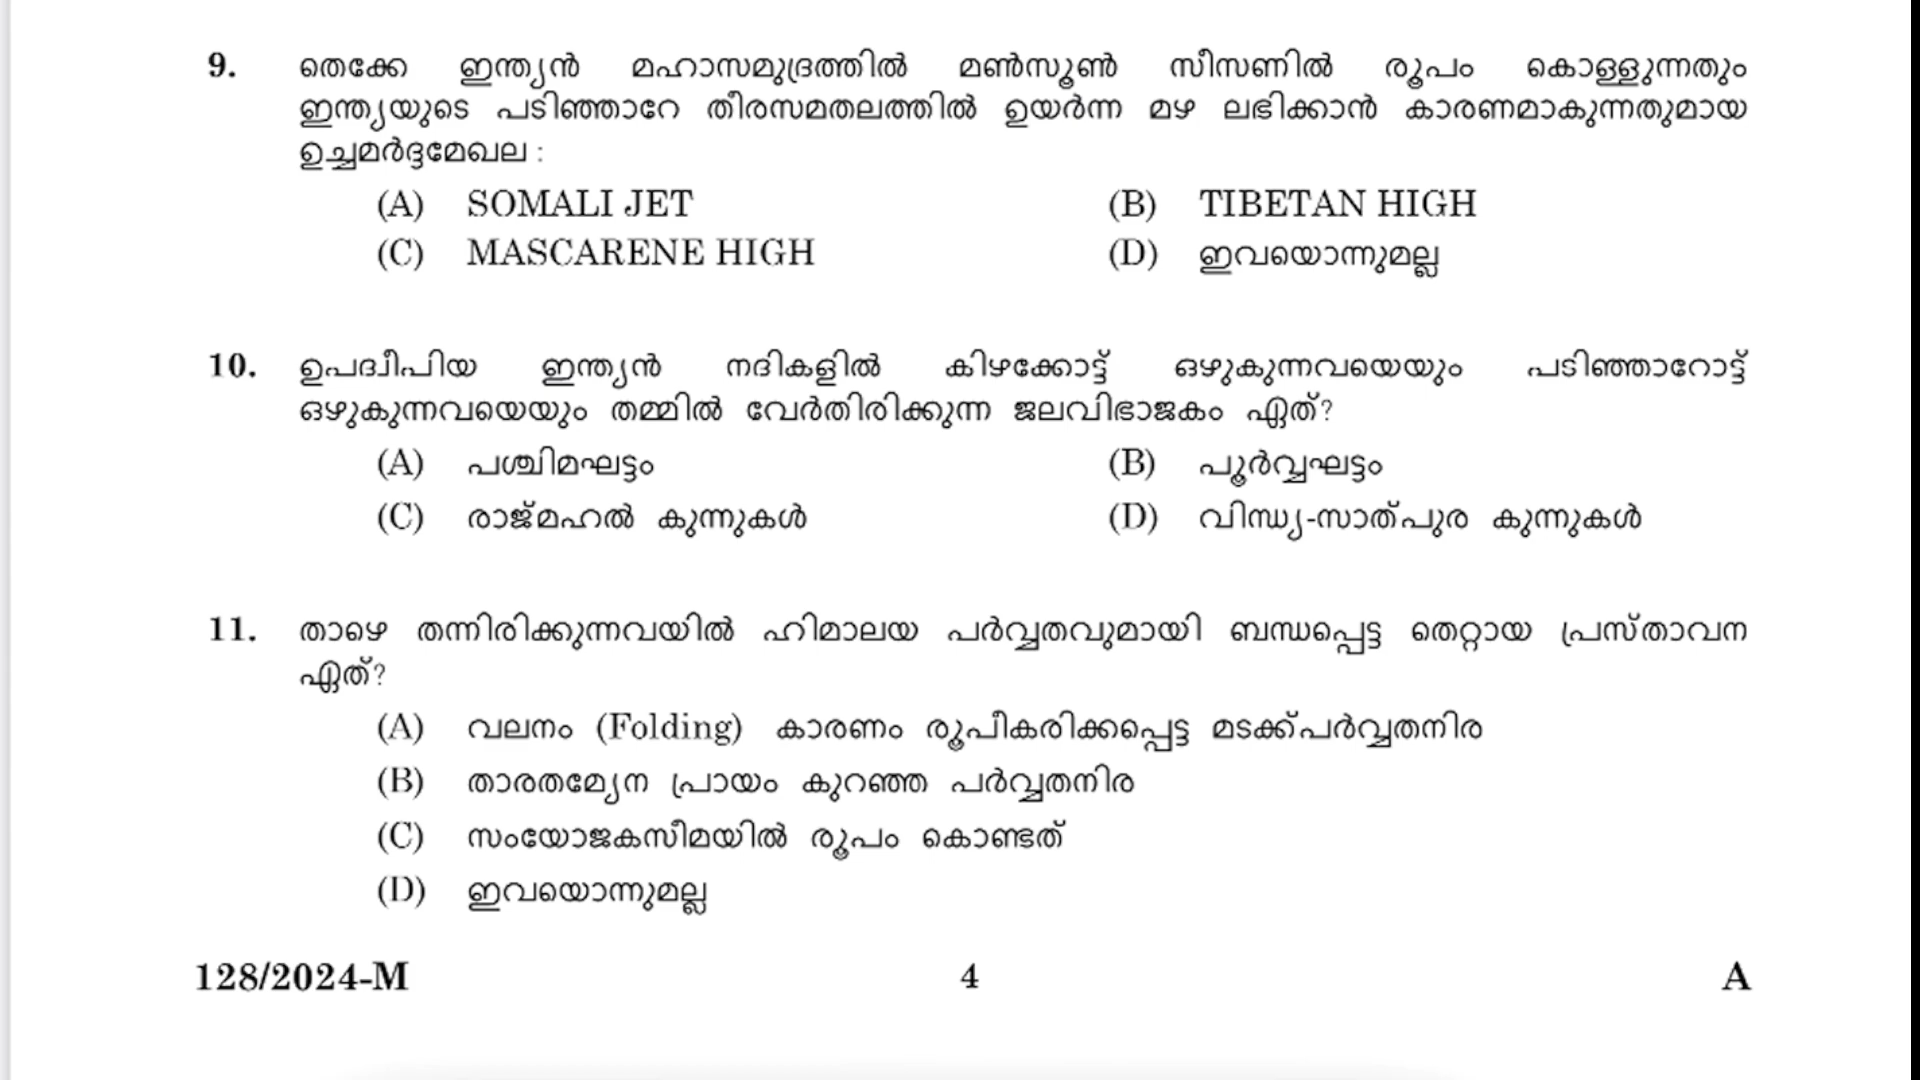 9. തെക്കേ ഇന്ത്യൻ മഹാസമുദ്രത്തിൽ മൺസൂൺ സീസണിൽ രൂപം കൊള്ളുന്നതും
ഇന്ത്യയുടെ പടിഞ്ഞാറേ തീരസമതലത്തിൽ ഉയർന്ന മഴ ലഭിക്കാൻ കാരണമാകുന്നതുമായ
ഉച്ചമർദ്ദമേഖല :
(A) SOMALI JET (B) TIBETAN HIGH
(C) MASCARENE HIGH (D) ഇവയൊന്നുമല്ല
10. ഉപദ്വീപിയ ഇന്ത്യൻ നദികളിൽ കിഴക്കോട്ട് ഒഴുകുന്നവയെയും പടിഞ്ഞാറോട്ട്
ഒഴുകുന്നവയെയും തമ്മിൽ വേർതിരിക്കുന്ന ജലവിഭാജകം ഏത്?
(A) പശ്ചിമഘട്ടം (B) പൂർവ്വഘട്ടം
(C) രാജ്മഹൽ കുന്നുകൾ (D) വിന്ധ്യ-സാത്പുര കുന്നുകൾ
11. താഴെ തന്നിരിക്കുന്നവയിൽ ഹിമാലയ പർവ്വതവുമായി ബന്ധപ്പെട്ട തെറ്റായ പ്രസ്താവന
ഏത്?
(A) വലനം (Folding) കാരണം രൂപീകരിക്കപ്പെട്ട മടക്ക്പർവ്വതനിര
(B) താരതമ്യേന പ്രായം കുറഞ്ഞ പർവ്വതനിര
(C) സംയോജകസീമയിൽ രൂപം കൊണ്ടത്
(D) ഇവയൊന്നുമല്ല
128/2024-M 4 A